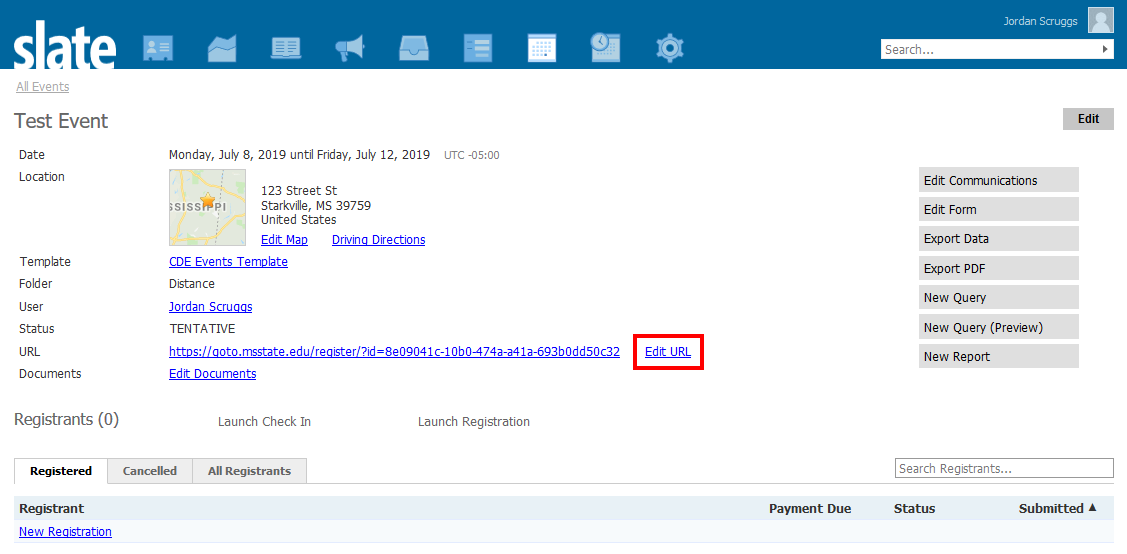 Jordan Scruggs
slate
Search...
All Events
Test Event
Edit
Date Monday, July 8, 2019 until Friday, July 12, 2019 UTC -05:00
Location
SSISSIPPI
123 Street St
Starkville, MS 39759
United States
Edit Map Driving Directions
Template CDE Events Template
Folder Distance
User Jordan Scruggs
Status TENTATIVE
URL https://goto.msstate.edu/register/?id=8e09041c-10b0-474a-a41a-693b0dd50c32 Edit URL
Documents Edit Documents
Edit Communications
Edit Form
Export Data
Export PDF
New Query
New Query (Preview)
New Report
Registrants (0) Launch Check In Launch Registration
Registered Cancelled All Registrants Search Registrants...
Registrant Payment Due Status Submitted
New Registration